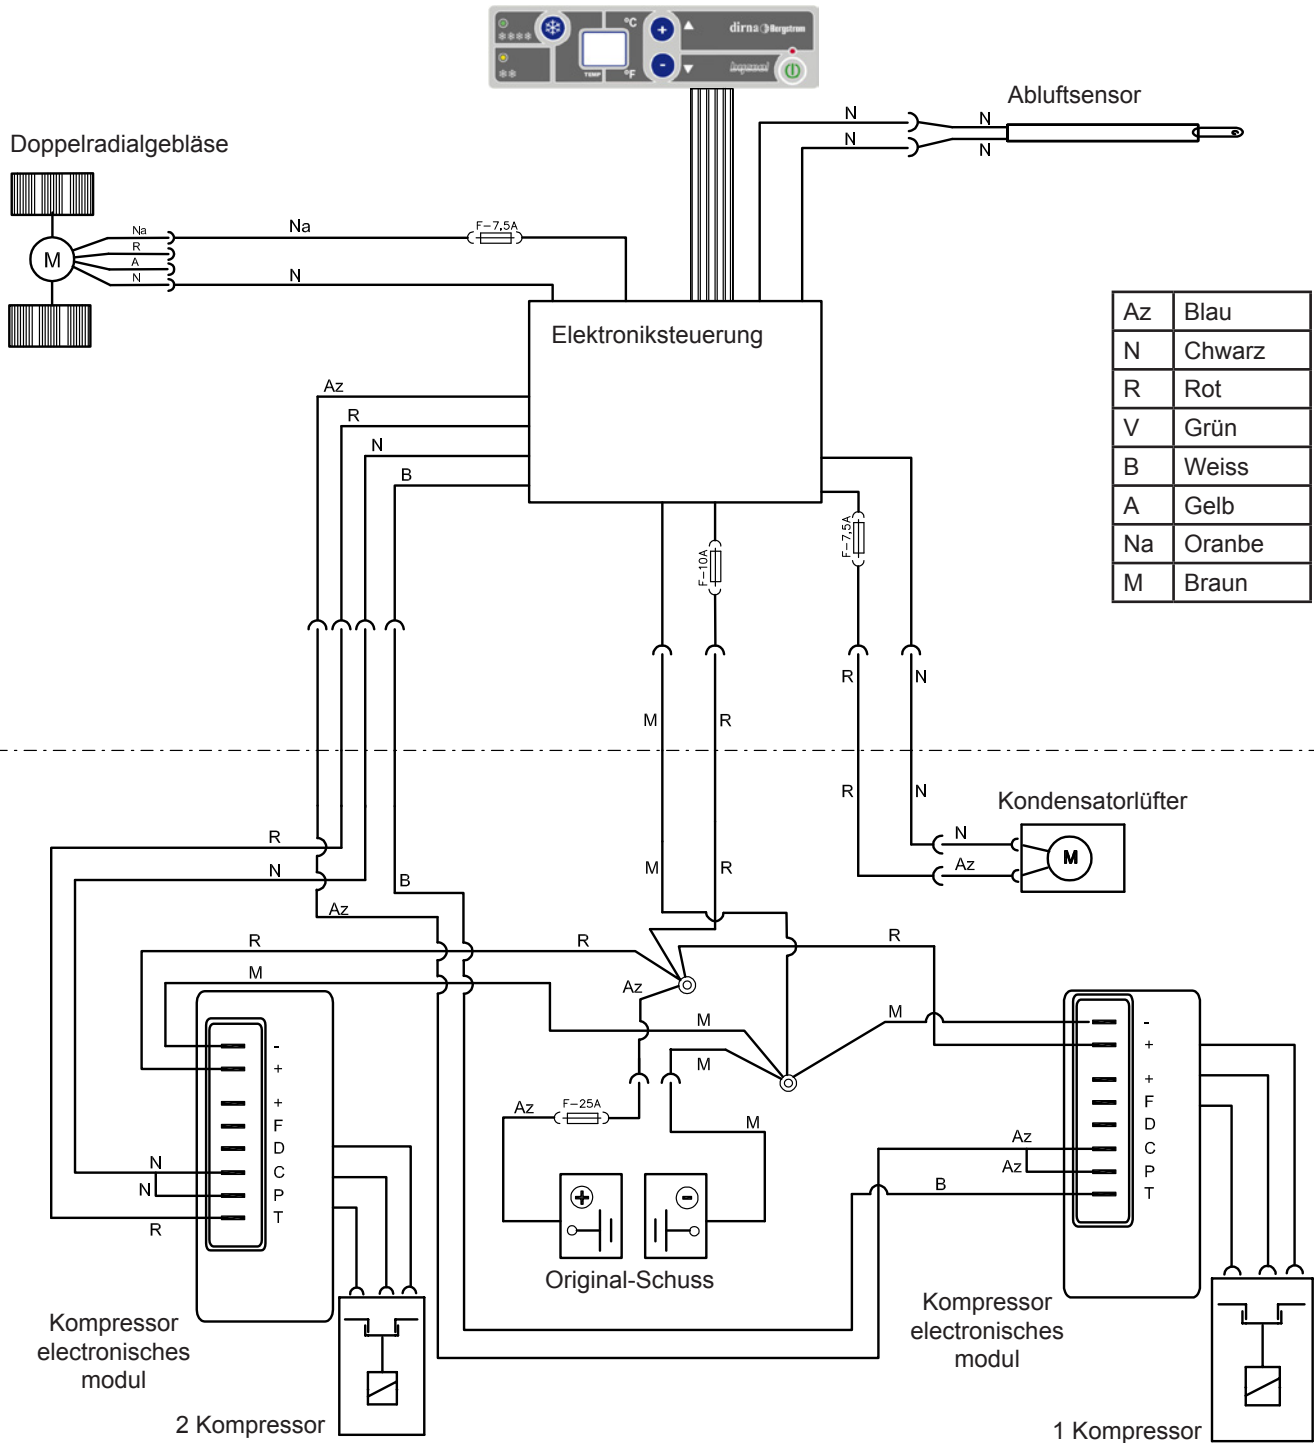 °C
dirna Bergstrom
°F
TEMP
Abluftsensor
N
N
N
N
Doppelradialgebläse
M
Na
R
A
N
Na
N
F-7,5A
Elektroniksteuerung
Az Blau
N Chwarz
R Rot
V Grün
B Weiss
A Gelb
Na Oranbe
M Braun
Az
R
N
B
F-10A
F-7,5A
R
N
M
R
R
N
Kondensatorlüfter
N
Az
M
R
N
B
Az
M
R
R
R
R
M
Az
M
M
M
Az
F-25A
M
-
+
+
F
D
C
P
T
N
N
R
-
+
+
F
D
C
P
T
Az
Az
B
+
-
Original-Schuss
Kompressor
electronisches
modul
2 Kompressor
Kompressor
electronisches
modul
1 Kompressor